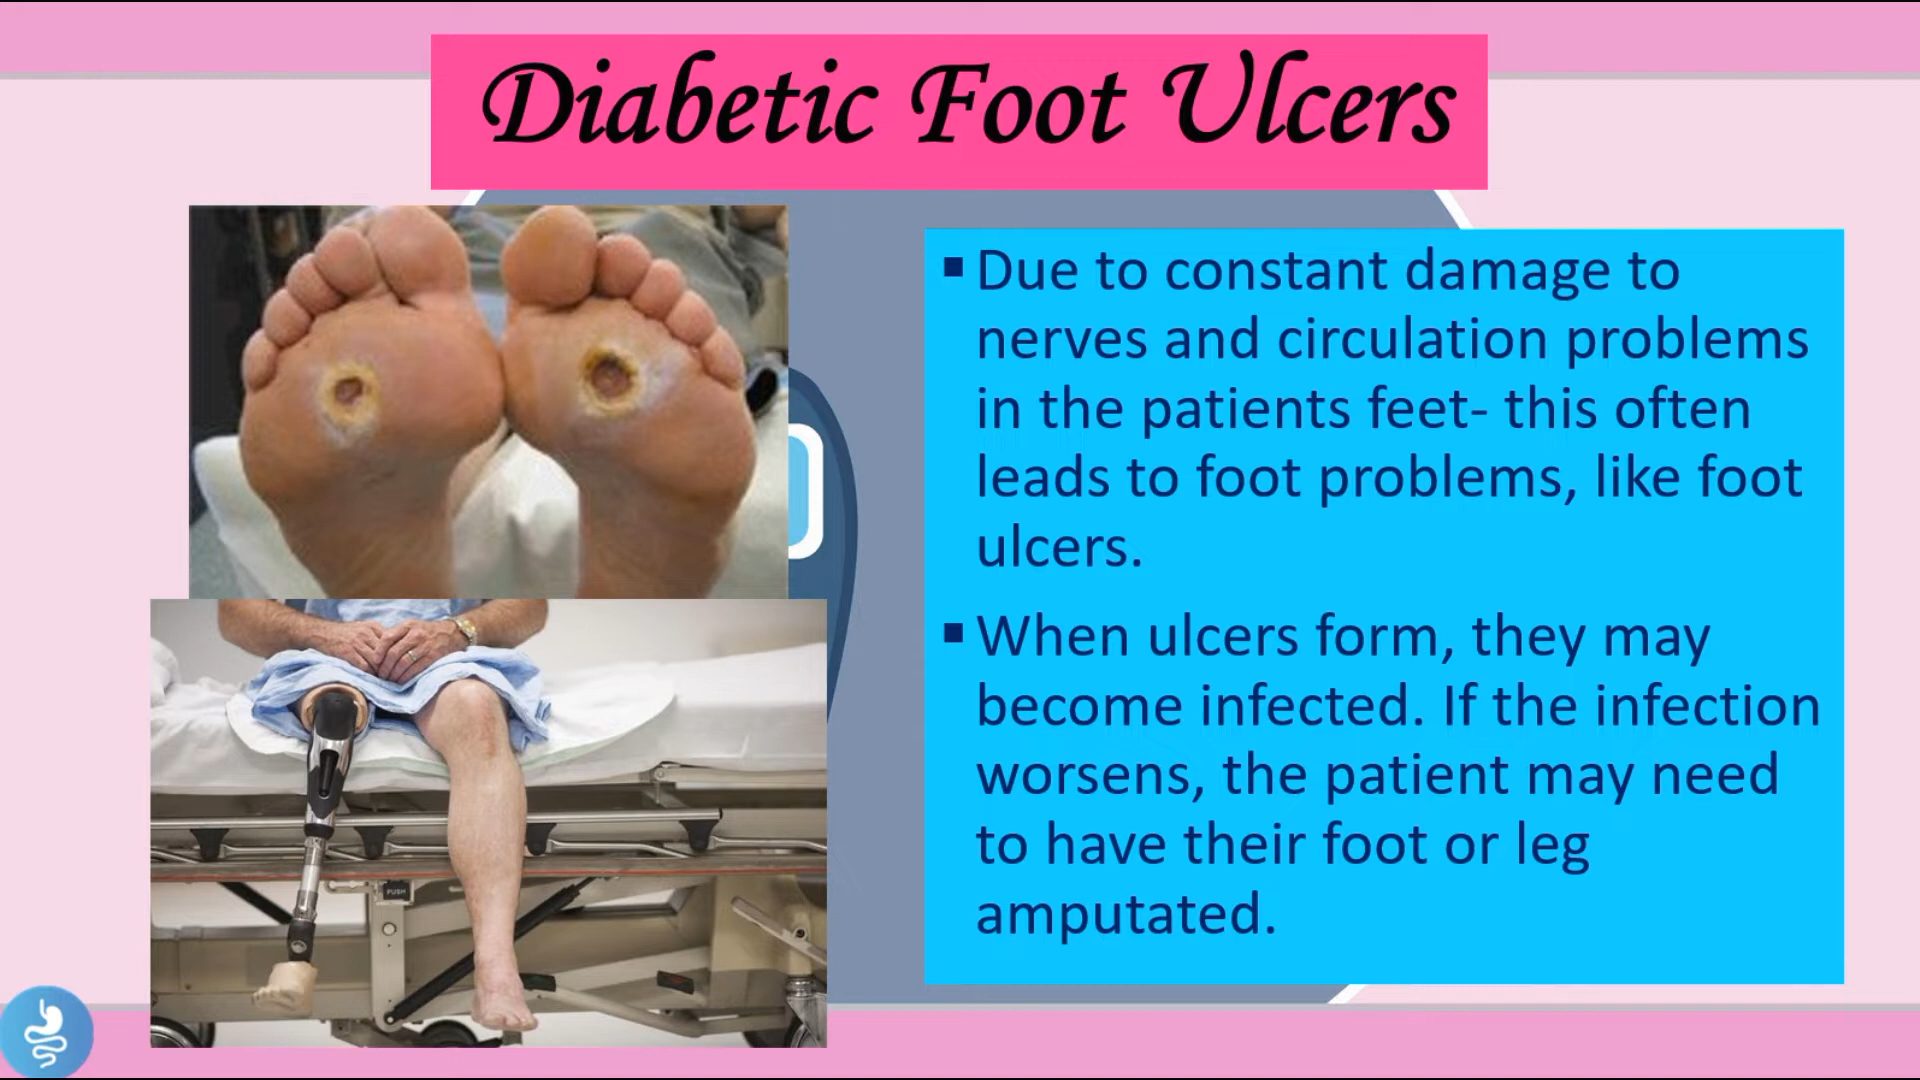 Diabetic Foot Ulcers
▪ Due to constant damage to
nerves and circulation problems
in the patients feet- this often
leads to foot problems, like foot
ulcers.
▪ When ulcers form, they may
become infected. If the infection
worsens, the patient may need
to have their foot or leg
amputated.
PUSH